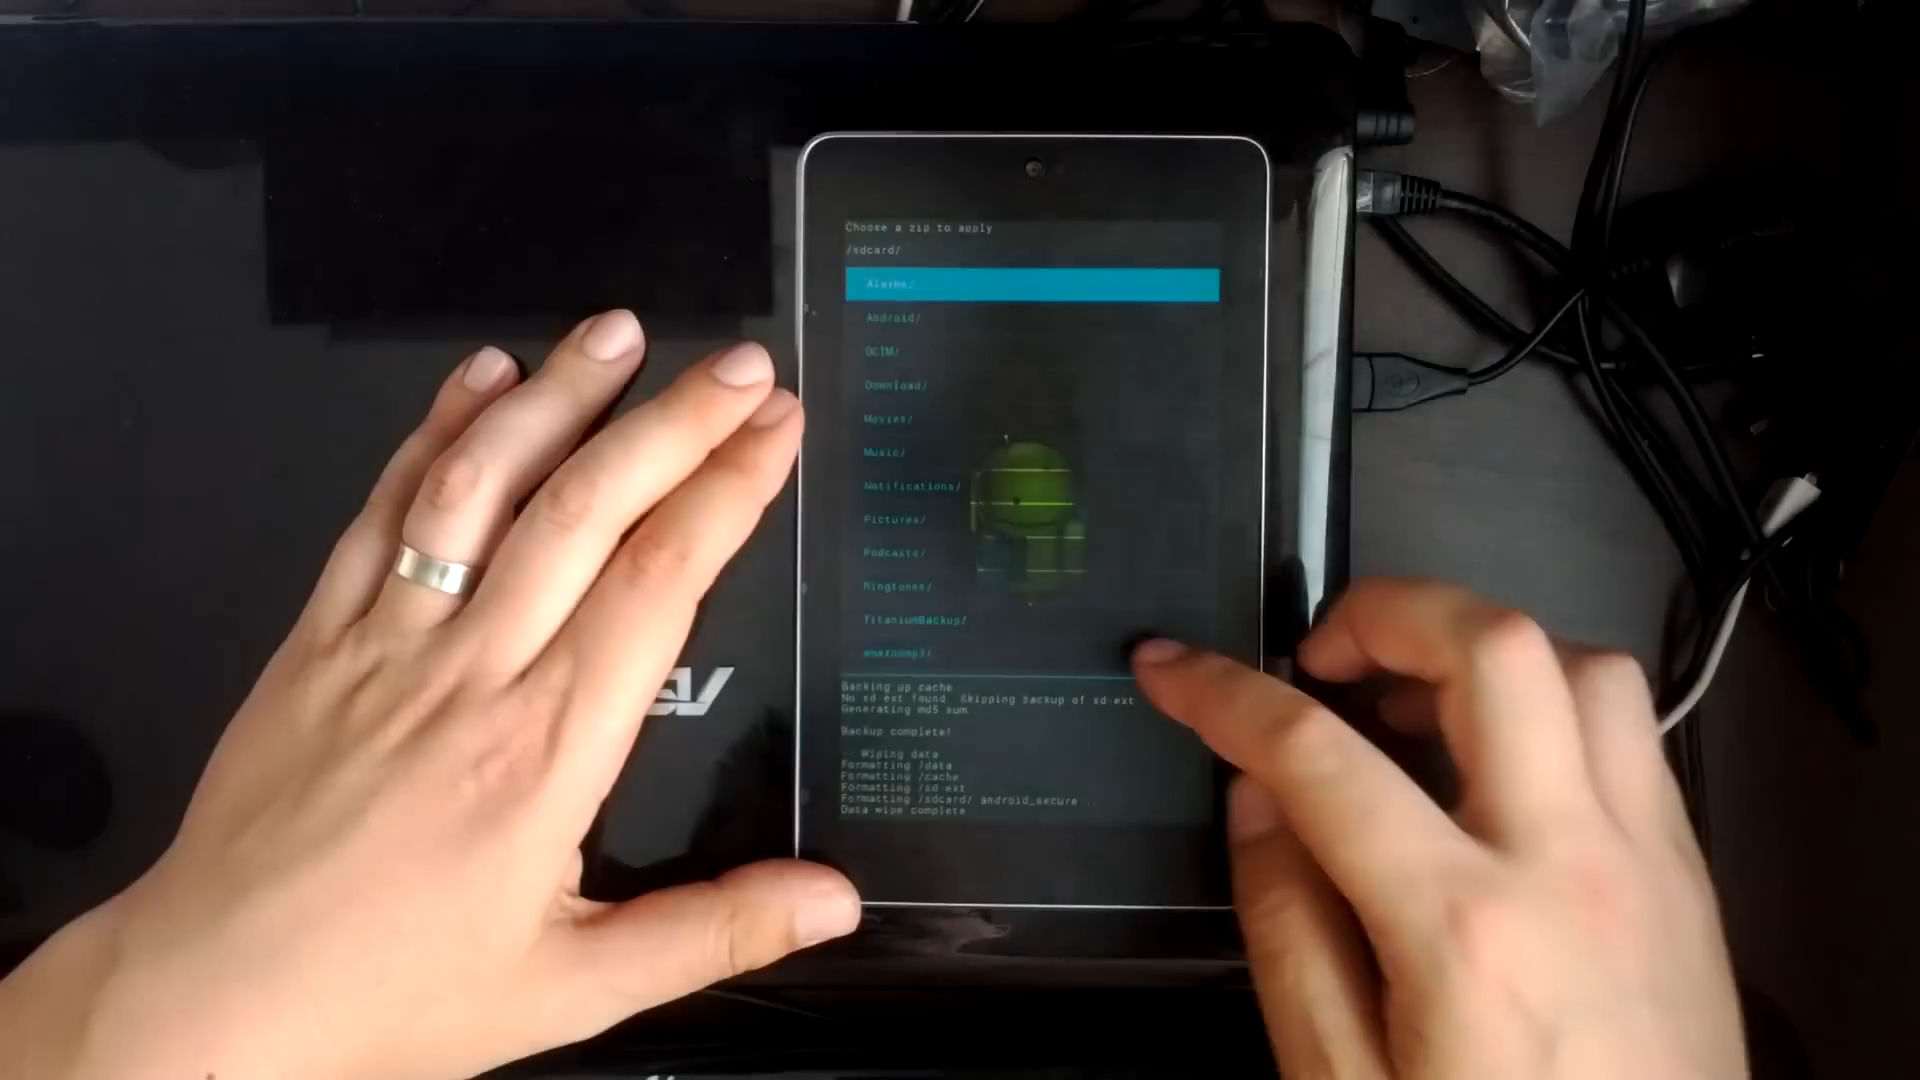 Choose a zip to apply
/sdcard/
Alarms/
Android/
DCIM/
Download/
Movies/
Music/
Notifications/
Pictures/
Podcasts/
Ringtones/
TitaniumBackup/
amazonmp3/
Backing up cache
No sd-ext found. Skipping backup of sd-ext
Generating md5 sum
Backup complete!
-- Wiping data
Formatting /data
Formatting /cache
Formatting /sd-ext
Formatting /sdcard/ android_secure ..
Data wipe complete